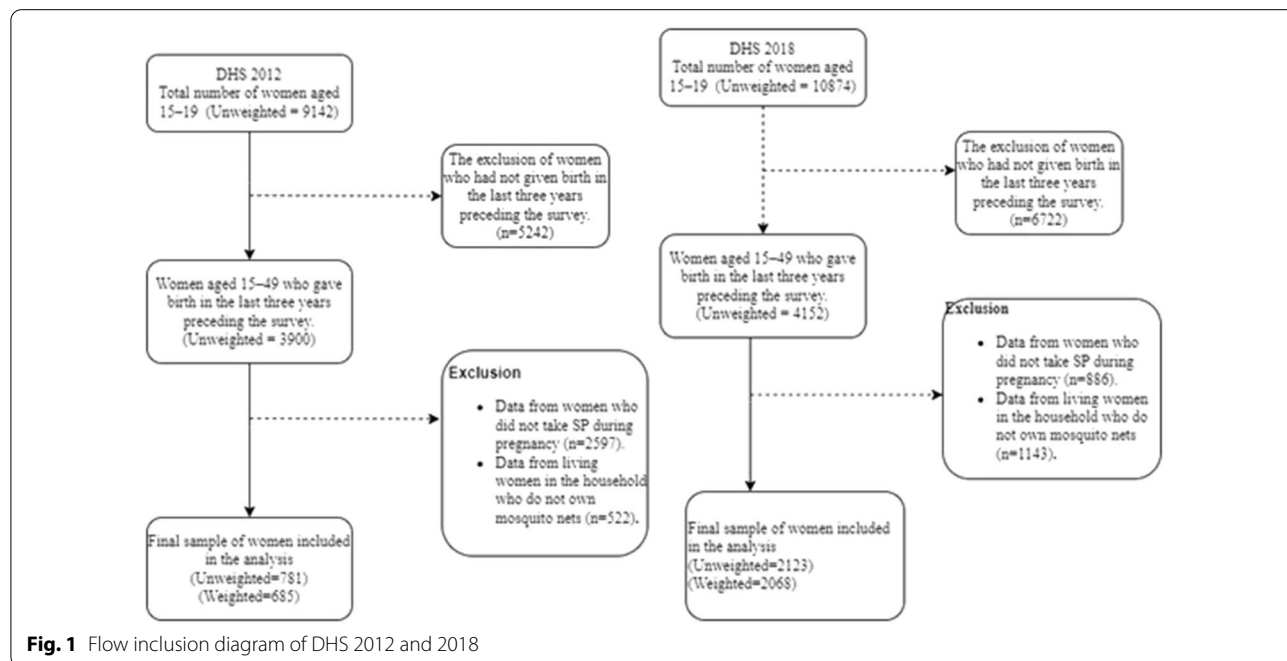 DHS 2012
Total number of women aged
15–19 (Unweighted = 9142)
The exclusion of women
who had not given birth in
the last three years
preceding the survey.
(n=5242)
Women aged 15–49 who gave
birth in the last three years
preceding the survey.
(Unweighted = 3900)
Exclusion
• Data from women who
did not take SP during
pregnancy (n=2597).
• Data from living
women in the household
who do not own
mosquito nets (n=522).
Final sample of women included
in the analysis
(Unweighted=781)
(Weighted=685)
DHS 2018
Total number of women aged
15–19 (Unweighted = 10874)
The exclusion of women
who had not given birth in
the last three years
preceding the survey.
(n=6722)
Women aged 15–49 who gave
birth in the last three years
preceding the survey.
(Unweighted = 4152)
Exclusion
• Data from women who
did not take SP during
pregnancy (n=886).
• Data from living women
in the household who do
not own mosquito nets
(n=1143).
Final sample of women included
in the analysis
(Unweighted=2123)
(Weighted=2068)
Fig. 1 Flow inclusion diagram of DHS 2012 and 2018